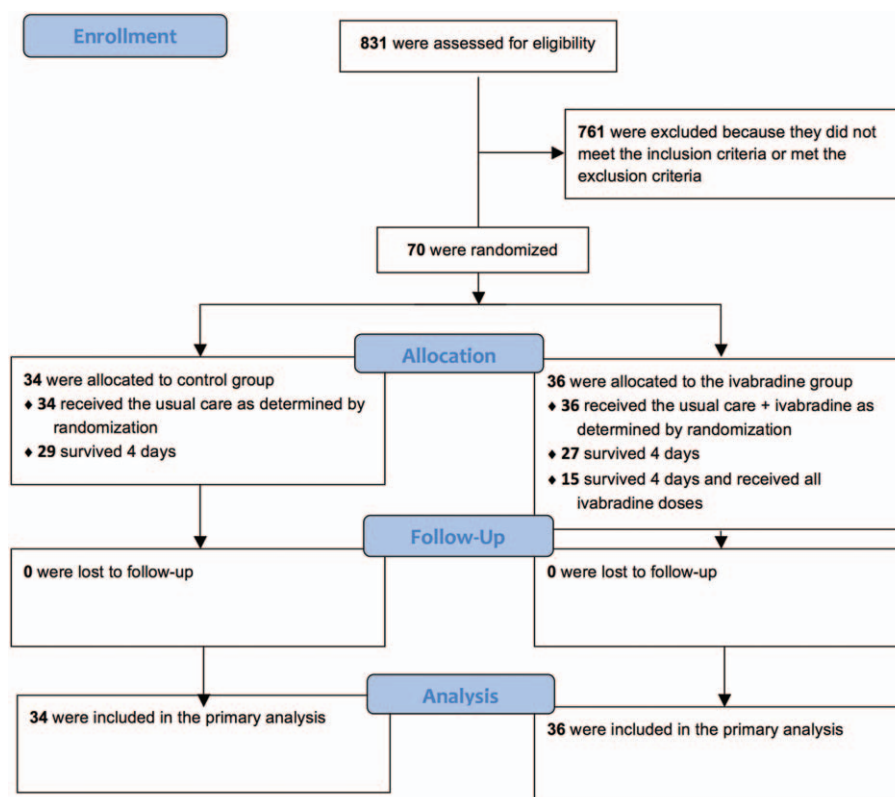 Enrollment
831 were assessed for eligibility
761 were excluded because they did not
meet the inclusion criteria or met the
exclusion criteria
70 were randomized
Allocation
34 were allocated to control group
♦ 34 received the usual care as determined by
randomization
♦ 29 survived 4 days
36 were allocated to the ivabradine group
♦ 36 received the usual care + ivabradine as
determined by randomization
♦ 27 survived 4 days
♦ 15 survived 4 days and received all
ivabradine doses
Follow-Up
0 were lost to follow-up
0 were lost to follow-up
Analysis
34 were included in the primary analysis
36 were included in the primary analysis